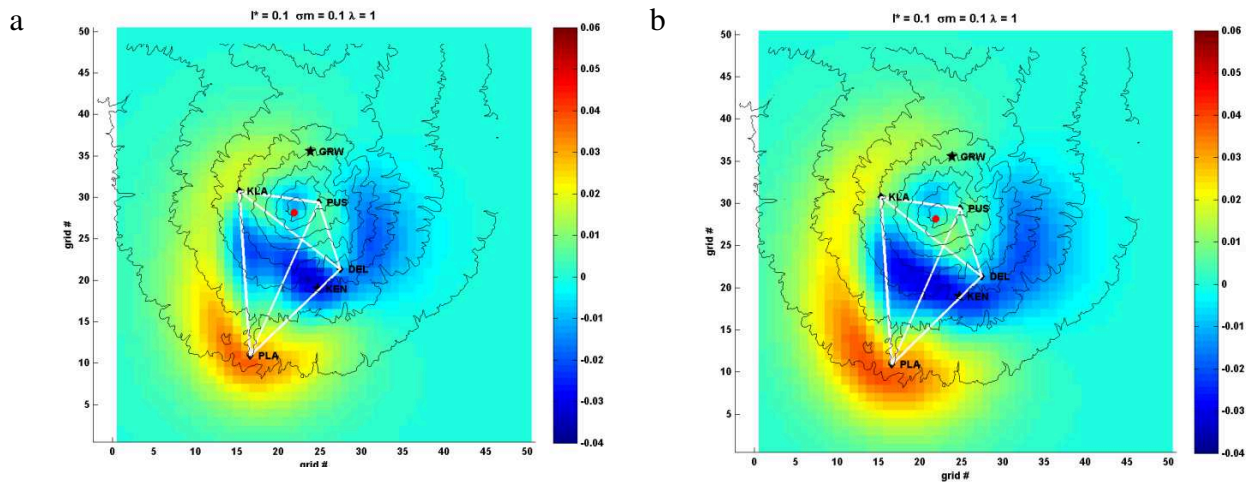 a
l* = 0.1 σm = 0.1 λ = 1
50
45
40
35
30
25
20
15
10
5
grid #
GRW
KLA
PUS
DEL
KEN
PLA
0 5 10 15 20 25 30 35 40 45 50
grid #
0.06
0.05
0.04
0.03
0.02
0.01
0
-0.01
-0.02
-0.03
-0.04
b
l* = 0.1 σm = 0.1 λ = 1
50
45
40
35
30
25
20
15
10
5
grid #
GRW
KLA
PUS
DEL
KEN
PLA
0 5 10 15 20 25 30 35 40 45 50
grid #
0.06
0.05
0.04
0.03
0.02
0.01
0
-0.01
-0.02
-0.03
-0.04